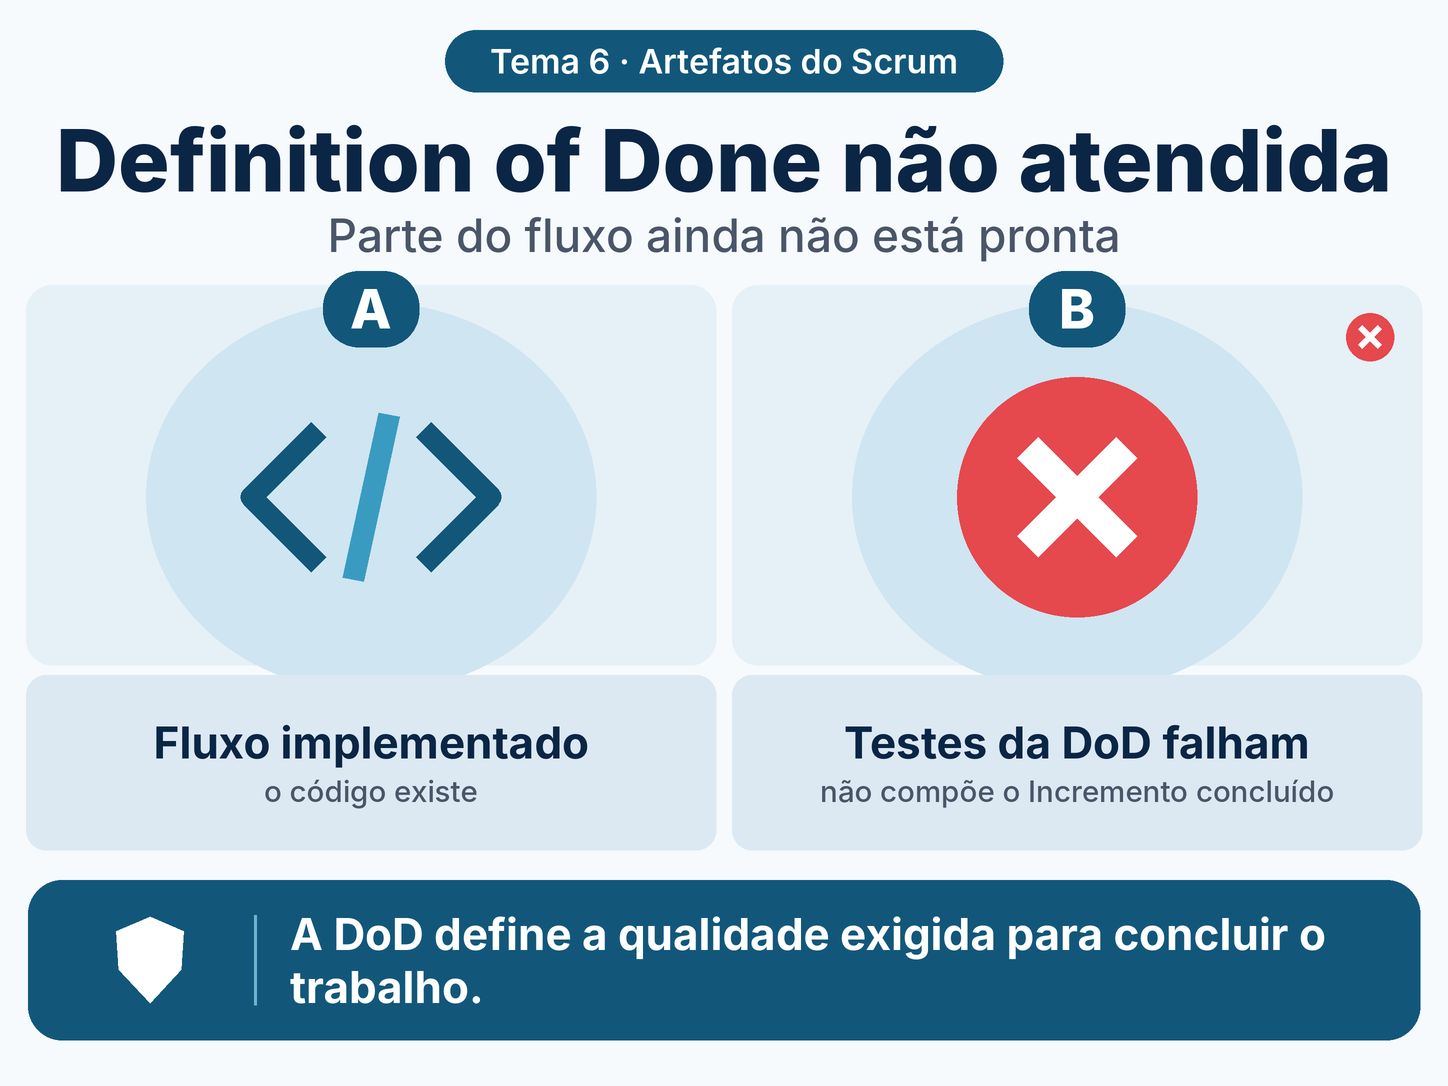 Tema 6 · Artefatos do Scrum
Definition of Done não atendida
Parte do fluxo ainda não está pronta
A
B
Fluxo implementado
o código existe
Testes da DoD falham
não compõe o Incremento concluído
A DoD define a qualidade exigida para concluir o
trabalho.